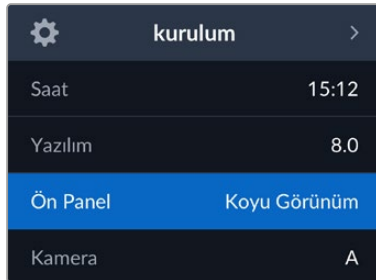 kurulum
Saat 15:12
Yazılım 8.0
Ön Panel Koyu Görünüm
Kamera A